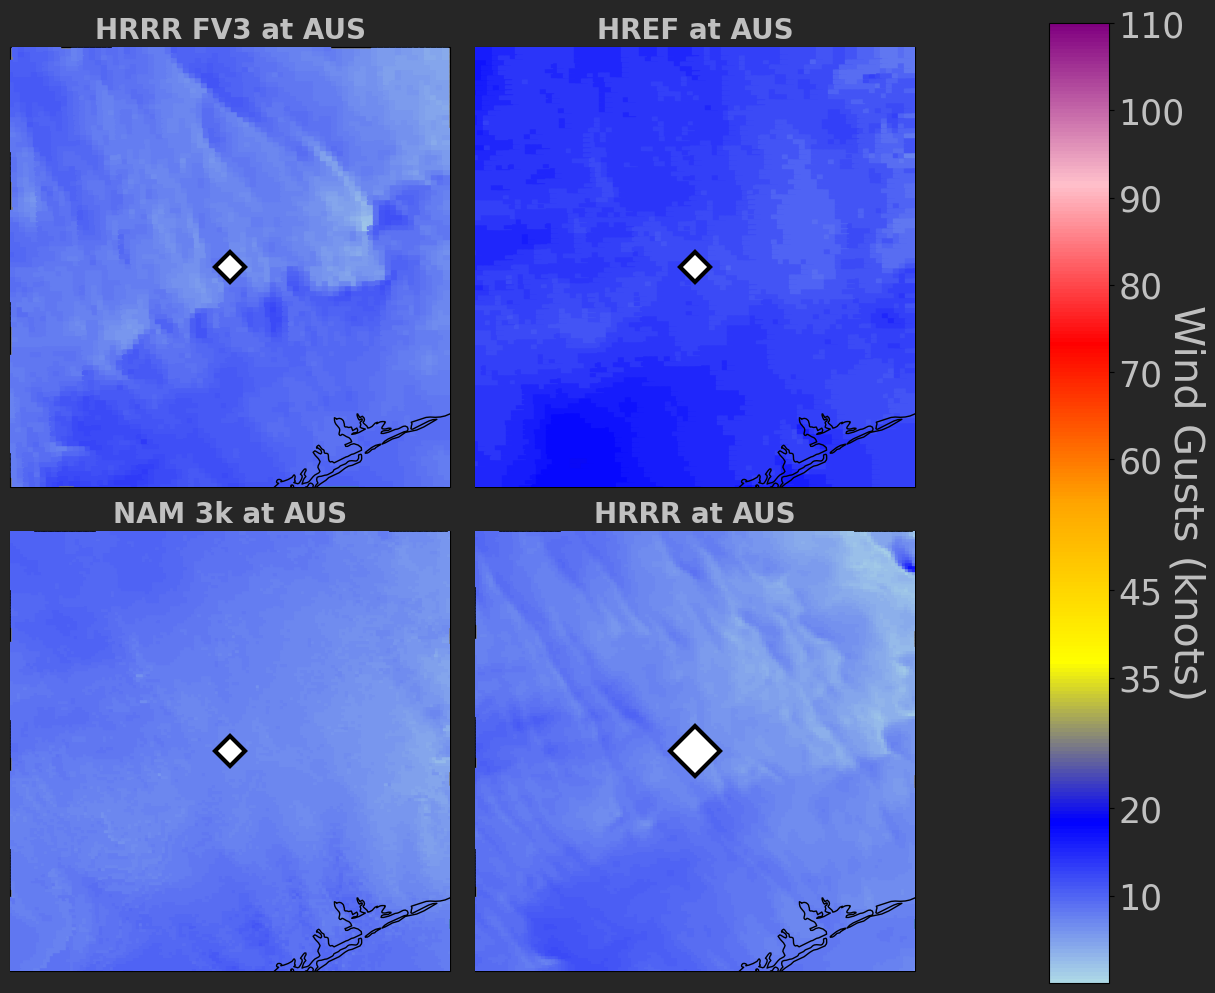 HRRR FV3 at AUS
HREF at AUS
NAM 3k at AUS
HRRR at AUS
110
100
90
80
70
60
45
35
20
10
Wind Gusts (knots)